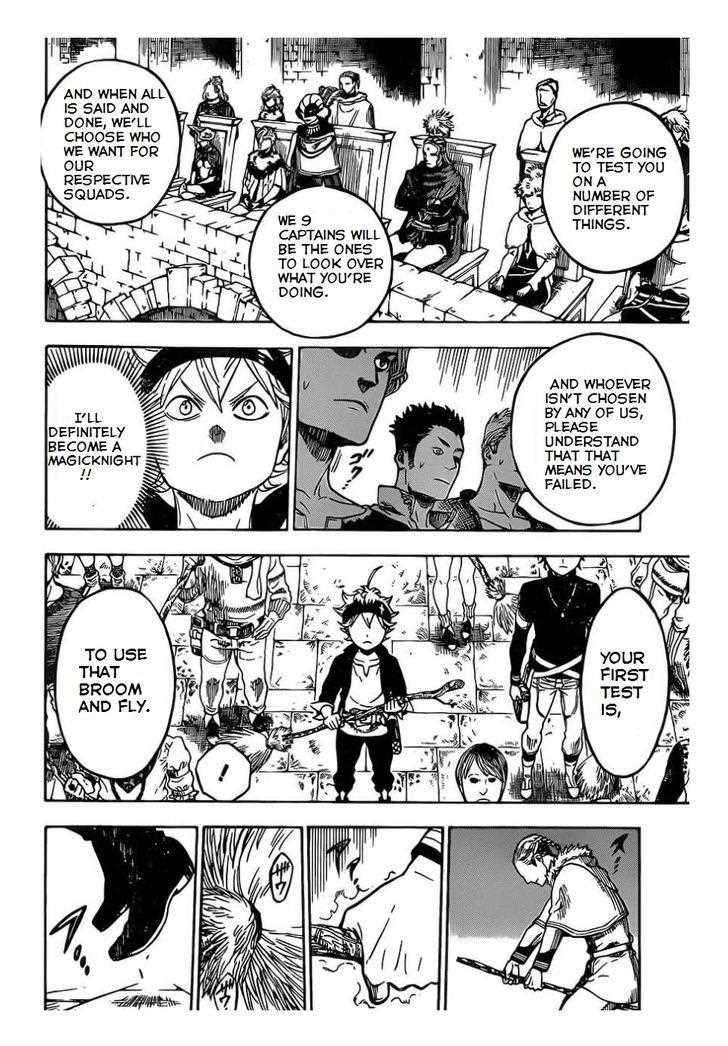 WE'RE GOING
TO TEST YOU
ON A
NUMBER OF
DIFFERENT
THINGS.
WE 9
CAPTAINS WILL
BE THE ONES
TO LOOK OVER
WHAT YOU'RE
DOING.
AND WHEN ALL
IS SAID AND
DONE, WE'LL
CHOOSE WHO
WE WANT FOR
OUR
RESPECTIVE
SQUADS.
AND WHOEVER
ISN'T CHOSEN
BY ANY OF US,
PLEASE
UNDERSTAND
THAT THAT
MEANS YOU'VE
FAILED.
I'LL
DEFINITELY
BECOME A
MAGICKNIGHT
!!
YOUR
FIRST
TEST
IS,
TO USE
THAT
BROOM
AND FLY.
!